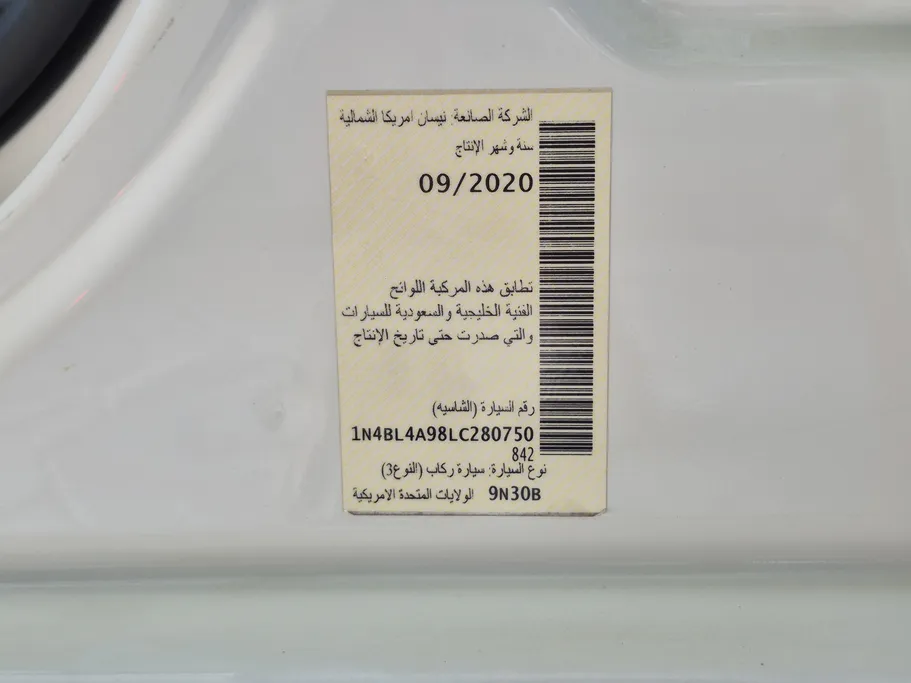 الشركة الصانعة: نيسان امريكا الشمالية
سنة وشهر الإنتاج
09/2020
تطابق هذه المركبة اللوائح
الفنية الخليجية والسعودية للسيارات
والتي صدرت حتى تاريخ الإنتاج
رقم السيارة (الشاسيه)
1N4BL4A98LC280750
842
نوع السيارة: سيارة ركاب (النوع3)
9N30B الولايات المتحدة الامريكية